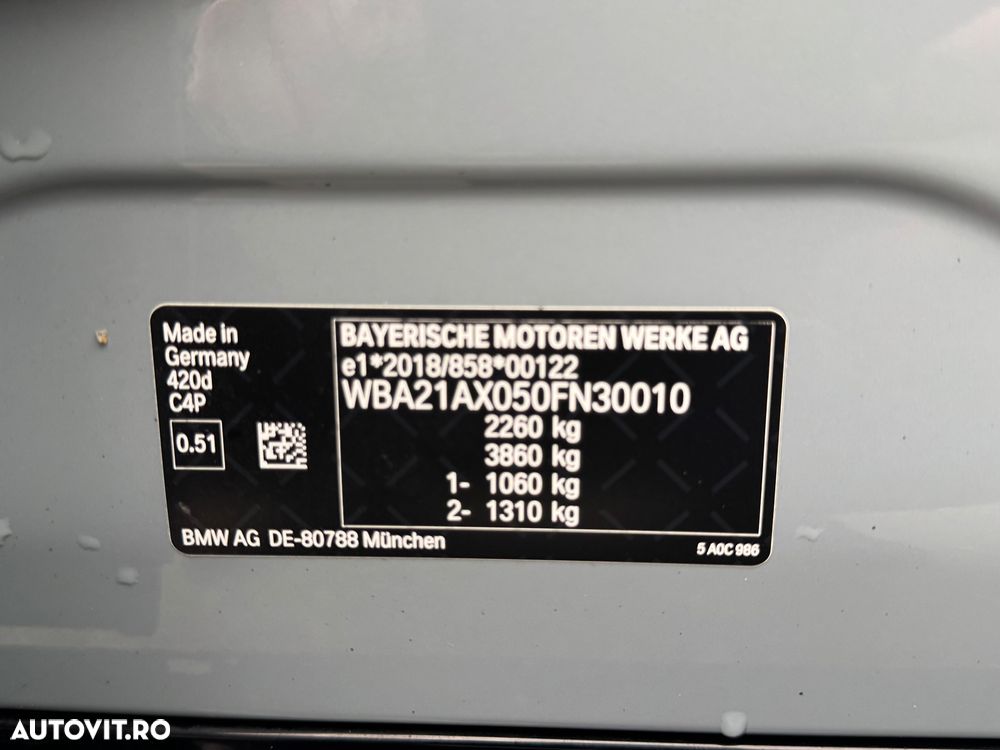 Made in
Germany
420d
C4P
0.51
BAYERISCHE MOTOREN WERKE AG
e1*2018/858*00122
WBA21AX050FN30010
2260 kg
3860 kg
1- 1060 kg
2- 1310 kg
BMW AG DE-80788 München
5 A0C 986
AUTOVIT.RO